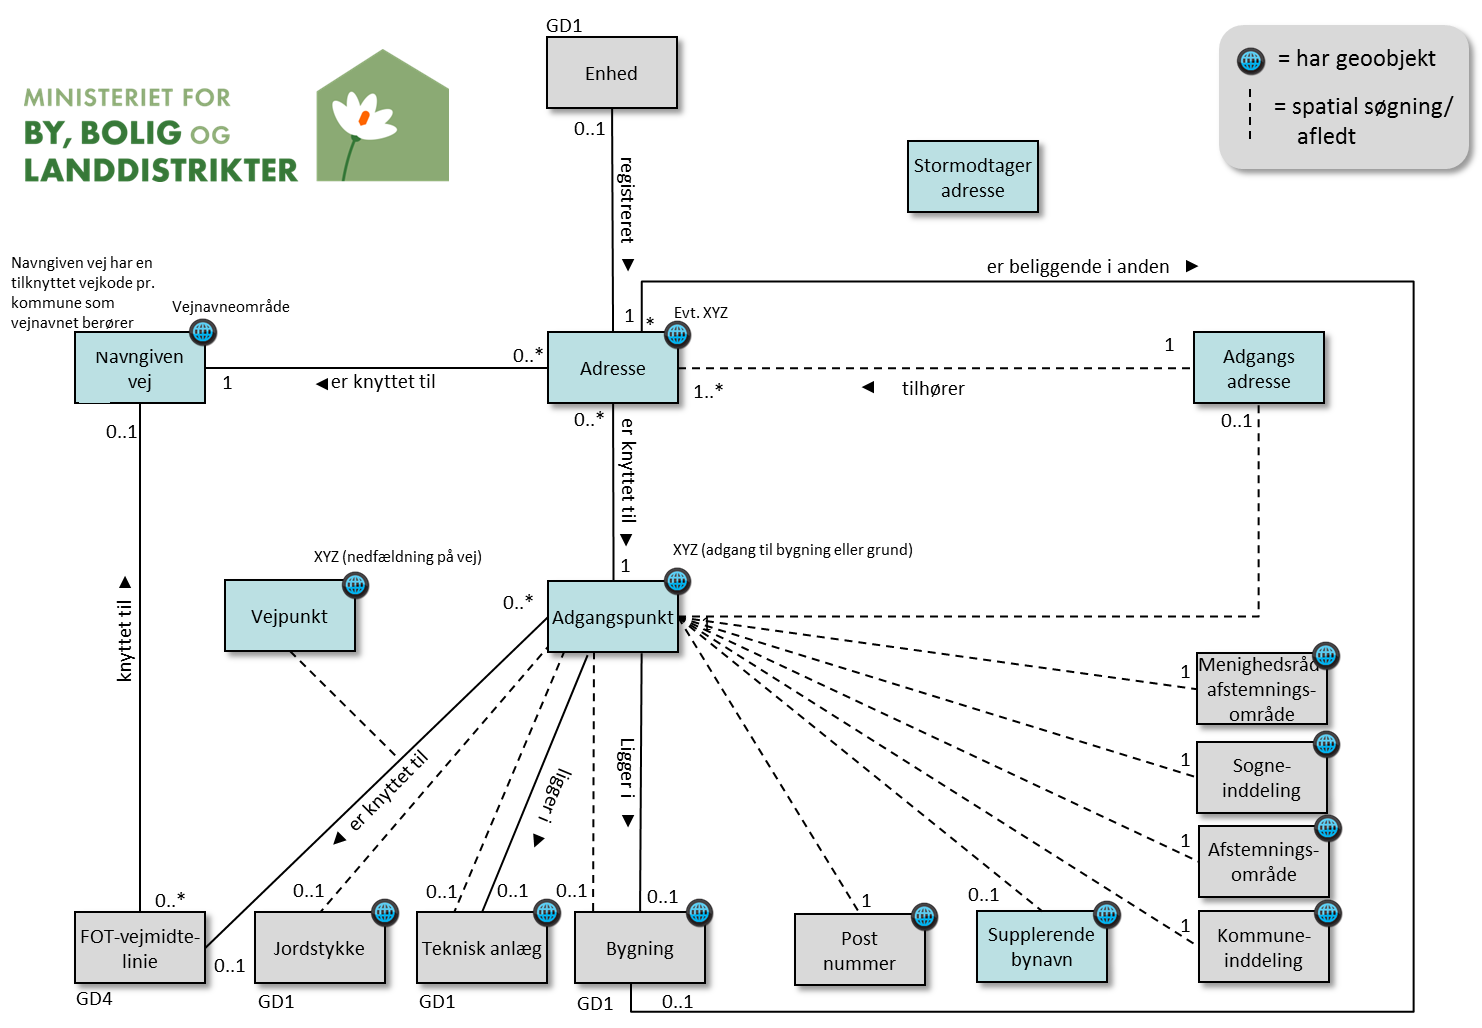 GD1
Enhed
0..1
registreret
1
MINISTERIET FOR
BY, BOLIG OG
LANDDISTRIKTER
= har geoobjekt
= spatial søgning/
afledt
Stormodtager
adresse
er beliggende i anden
Navngiven vej har en
tilknyttet vejkode pr.
kommune som
vejnavnet berører
Vejnavneområde
Navngiven
vej
1
er knyttet til
0..*
*
Evt. XYZ
Adresse
1..*
tilhører
1
Adgangs
adresse
0..1
0..1
0..*
er knyttet til
1
XYZ (nedfældning på vej)
Vejpunkt
XYZ (adgang til bygning eller grund)
0..*
Adgangspunkt
1
knyttet til
er knyttet til
ligger i
Ligger i
1
Menighedsråd
afstemnings-
område
1
Sogne-
inddeling
1
Afstemnings-
område
1
Kommune-
inddeling
0..*
FOT-vejmidte-
linie
0..1
GD4
0..1
Jordstykke
GD1
0..1
0..1
Teknisk anlæg
GD1
0..1
0..1
Bygning
GD1
0..1
1
Post
nummer
0..1
Supplerende
bynavn